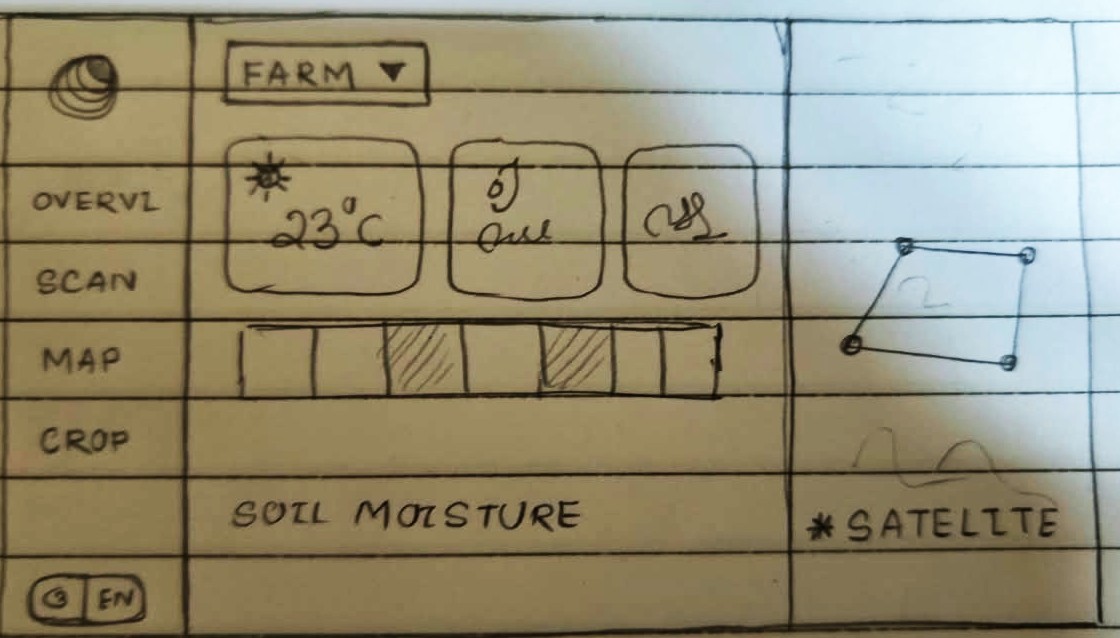 FARM ▼
OVERVI
SCAN
MAP
CROP
EN
23°C
SOIL MOISTURE
* SATELITE